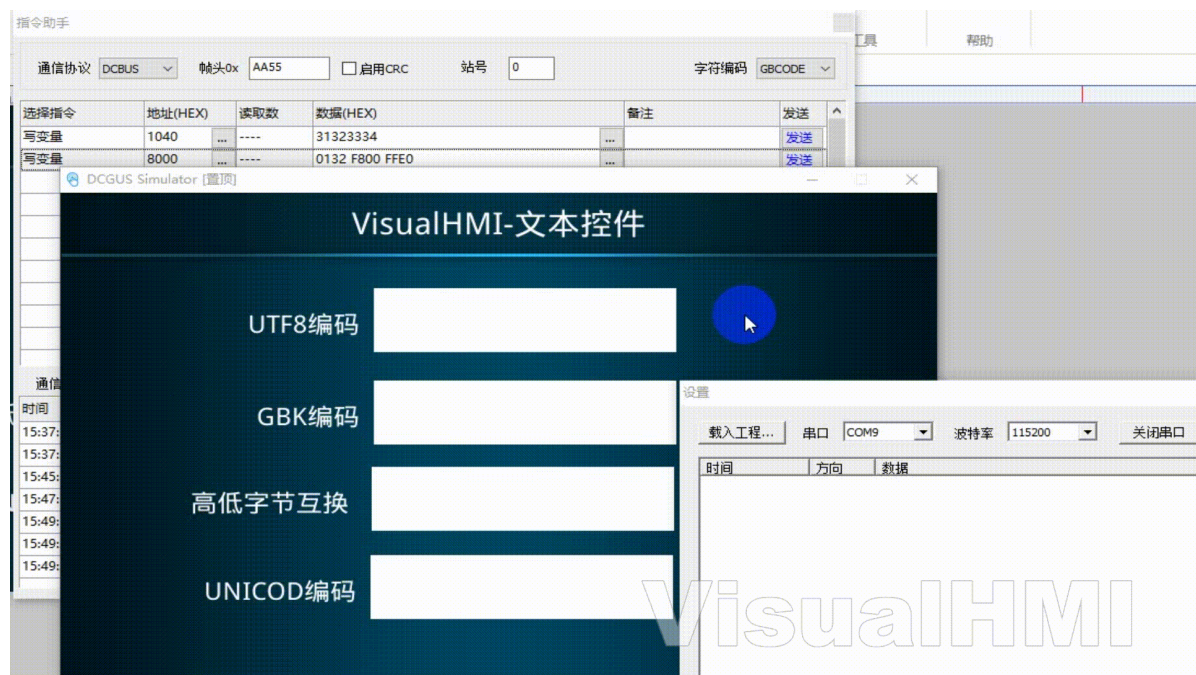 指令助手
工具 帮助
通信协议 DCBUS 帧头0x AA55 启用CRC 站号 0 字符编码 GBCODE
选择指令 地址(HEX) 读取数 数据(HEX) 备注 发送
写变量 1040 ... ---- 31323334 ... 发送
写变量 8000 ... ---- 0132 F800 FFE0 ... 发送
DCGUS Simulator [置顶]
VisualHMI-文本控件
UTF8编码
GBK编码
高低字节互换
UNICOD编码
通信
时间
15:37:
15:37:
15:45:
15:47:
15:49:
15:49:
15:49:
设置
载入工程... 串口 COM9 波特率 115200 关闭串口
时间 方向 数据
VisualHMI